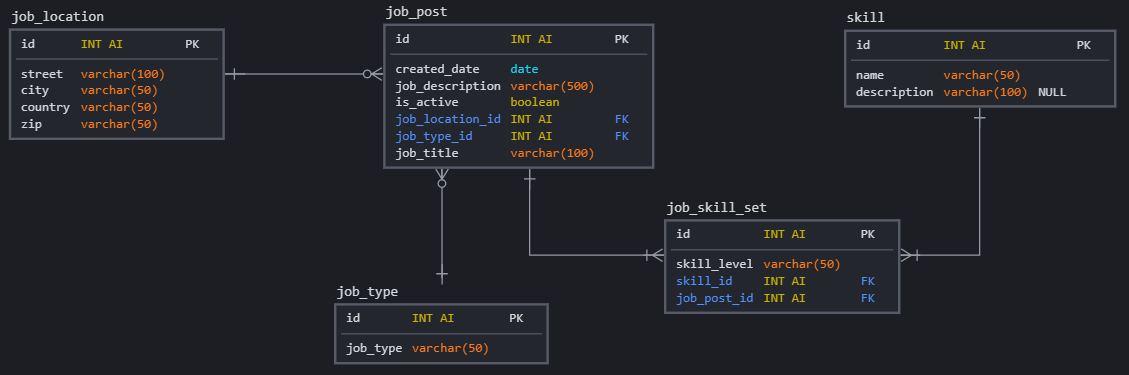 job_location
id INT AI PK
street varchar(100)
city varchar(50)
country varchar(50)
zip varchar(50)
job_post
id INT AI PK
created_date date
job_description varchar(500)
is_active boolean
job_location_id INT AI FK
job_type_id INT AI FK
job_title varchar(100)
skill
id INT AI PK
name varchar(50)
description varchar(100) NULL
job_skill_set
id INT AI PK
skill_level varchar(50)
skill_id INT AI FK
job_post_id INT AI FK
job_type
id INT AI PK
job_type varchar(50)